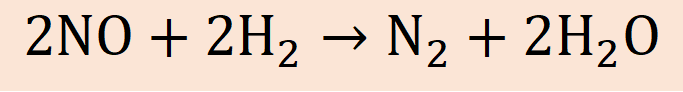 2NO + 2H₂ → N₂ + 2H₂O